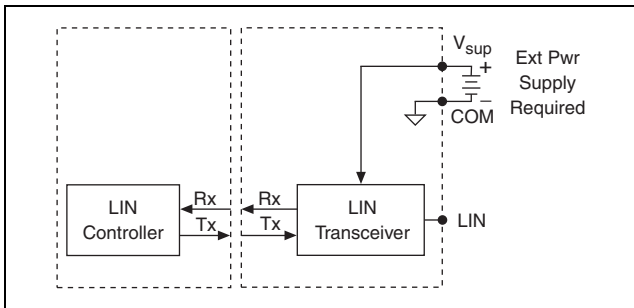 V_sup
+
Ext Pwr
Supply
Required
−
COM
LIN
Controller
Rx
Tx
Rx
Tx
LIN
Transceiver
LIN